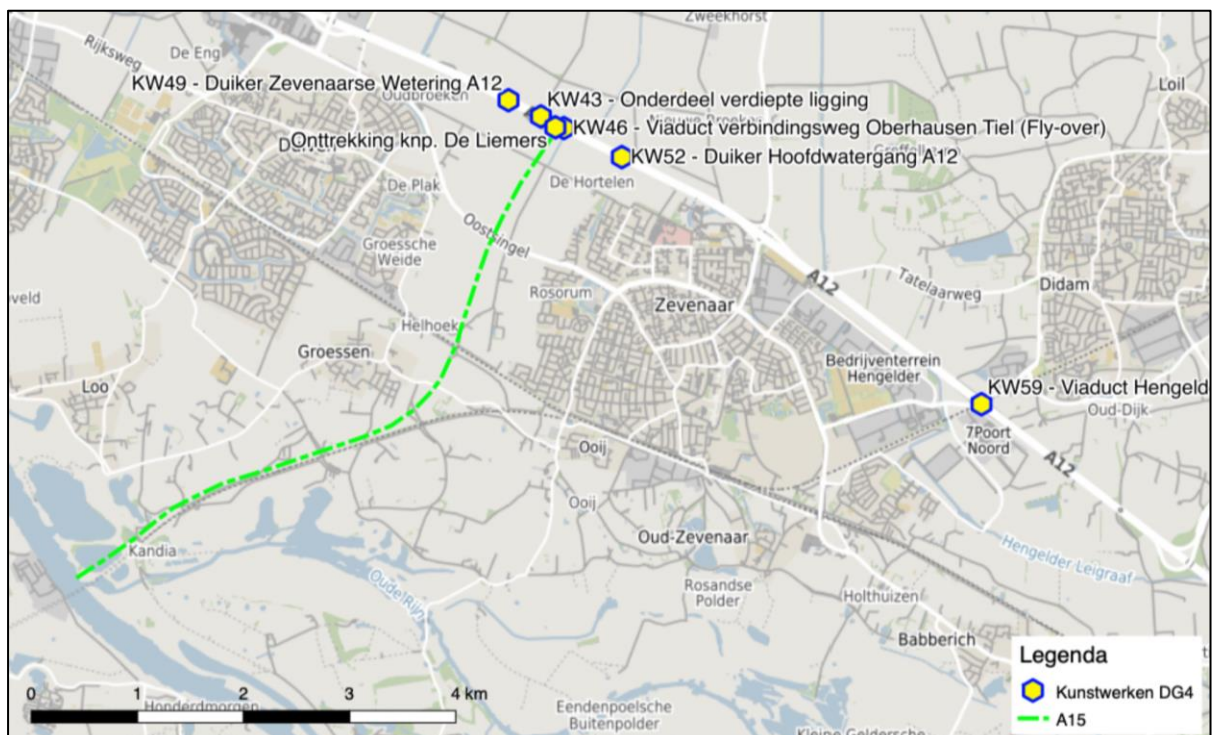 Zweekhorst
Rijksweg
De Eng
Loil
KW49 - Duiker Zevenaarse Wetering A12
Oudbroeken
KW43 - Onderdeel verdiepte ligging
KW46 - Viaduct verbindingsweg Oberhausen Tiel (Fly-over)
Onttrekking knp. De Liemers
KW52 - Duiker Hoofdwatergang A12
De Hortelen
De Plak
Oostsingel
Groessche
Weide
A12
Tatelaarweg
Didam
veld
Rosorum
Zevenaar
Helhoek
Groessen
Bedrijventerrein
Hengelder
Loo
KW59 - Viaduct Hengeld
Oud-Dijk
7Poort
Noord
Ooij
A12
Ooij
Oud-Zevenaar
Kandia
Hengelder Leigraaf
Oude Rijn
Rosandse
Polder
Holthuizen
Babberich
Legenda
0 1 2 3 4 km
Kunstwerken DG4
Honderdmorgen
Eendenpoelsche
Buitenpolder
A15
Kleine Geldersche